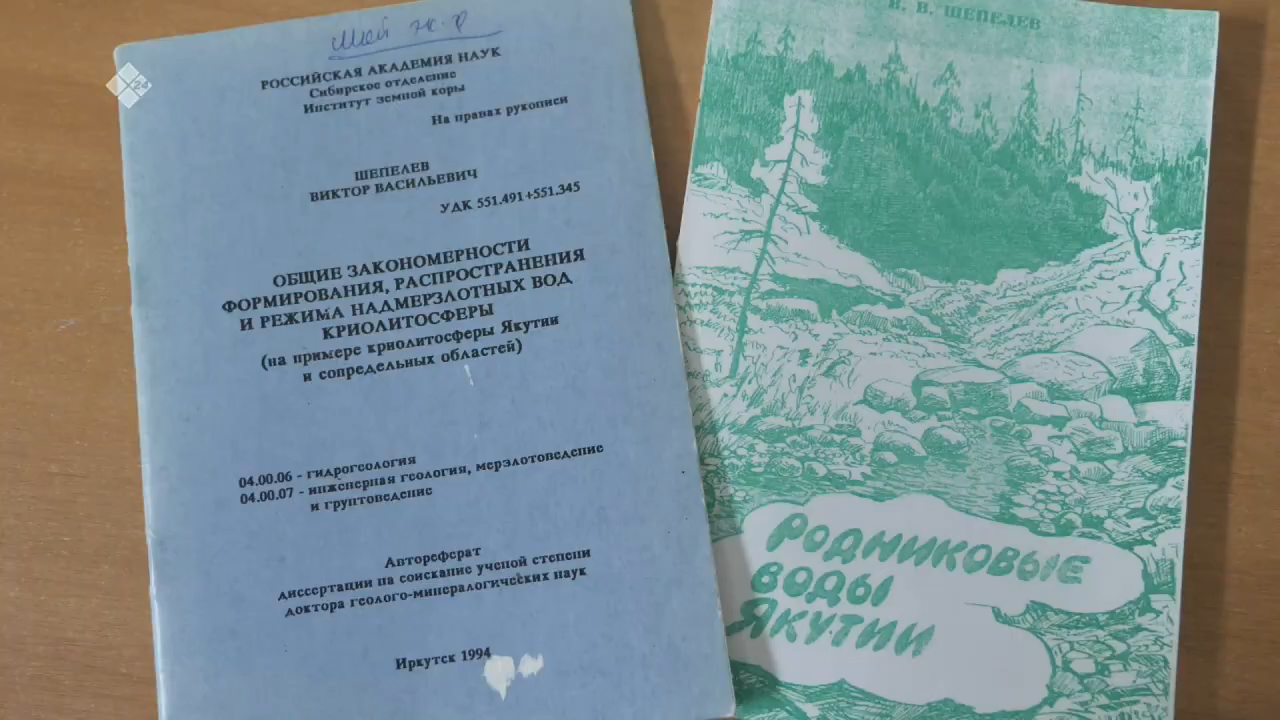 Мой эк-р
РОССИЙСКАЯ АКАДЕМИЯ НАУК
Сибирское отделение
Институт земной коры
На правах рукописи
ШЕПЕЛЕВ
ВИКТОР ВАСИЛЬЕВИЧ
УДК 551.491+551.345
ОБЩИЕ ЗАКОНОМЕРНОСТИ
ФОРМИРОВАНИЯ, РАСПРОСТРАНЕНИЯ
И РЕЖИМА НАДМЕРЗЛОТНЫХ ВОД
КРИОЛИТОСФЕРЫ
(на примере криолитосферы Якутии
и сопредельных областей)
04.00.06 - гидрогеология
04.00.07 - инженерная геология, мерзлотоведение
и грунтоведение
Автореферат
диссертации на соискание ученой степени
доктора геолого-минералогических наук
Иркутск 1994
В. В. ШЕПЕЛЕВ
РОДНИКОВЫЕ
ВОДЫ
ЯКУТИИ
24